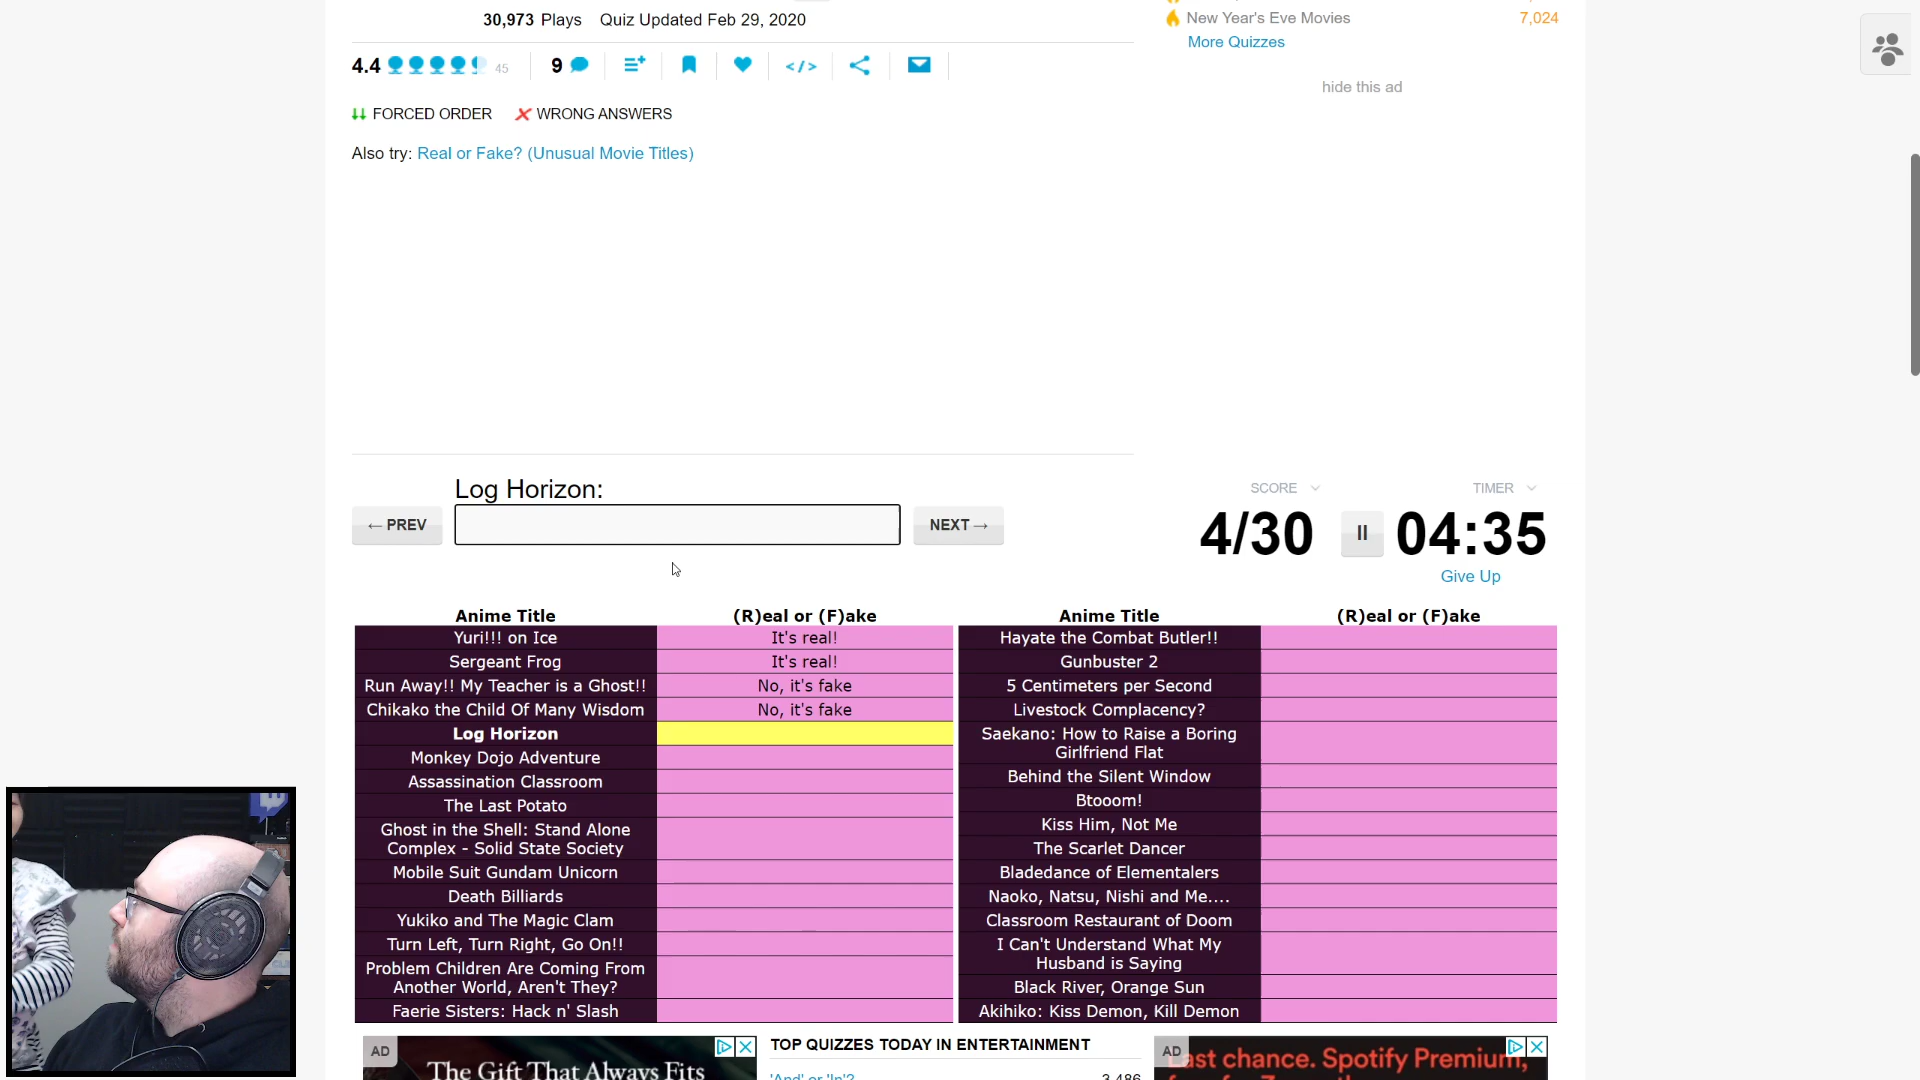 30,973 Plays Quiz Updated Feb 29, 2020
New Year's Eve Movies 7,024
More Quizzes
4.4 45 9 </>
hide this ad
FORCED ORDER WRONG ANSWERS
Also try: Real or Fake? (Unusual Movie Titles)
Log Horizon:
← PREV NEXT →
SCORE TIMER
4/30 04:35
Give Up
Anime Title (R)eal or (F)ake
Yuri!!! on Ice It's real!
Sergeant Frog It's real!
Run Away!! My Teacher is a Ghost!! No, it's fake
Chikako the Child Of Many Wisdom No, it's fake
Log Horizon
Monkey Dojo Adventure
Assassination Classroom
The Last Potato
Ghost in the Shell: Stand Alone
Complex - Solid State Society
Mobile Suit Gundam Unicorn
Death Billiards
Yukiko and The Magic Clam
Turn Left, Turn Right, Go On!!
Problem Children Are Coming From
Another World, Aren't They?
Faerie Sisters: Hack n' Slash
Anime Title (R)eal or (F)ake
Hayate the Combat Butler!!
Gunbuster 2
5 Centimeters per Second
Livestock Complacency?
Saekano: How to Raise a Boring
Girlfriend Flat
Behind the Silent Window
Btooom!
Kiss Him, Not Me
The Scarlet Dancer
Bladedance of Elementalers
Naoko, Natsu, Nishi and Me....
Classroom Restaurant of Doom
I Can't Understand What My
Husband is Saying
Black River, Orange Sun
Akihiko: Kiss Demon, Kill Demon
AD
The Gift That Always Fits
TOP QUIZZES TODAY IN ENTERTAINMENT
'And' or 'In'? 3,486
AD
Last chance. Spotify Premium,